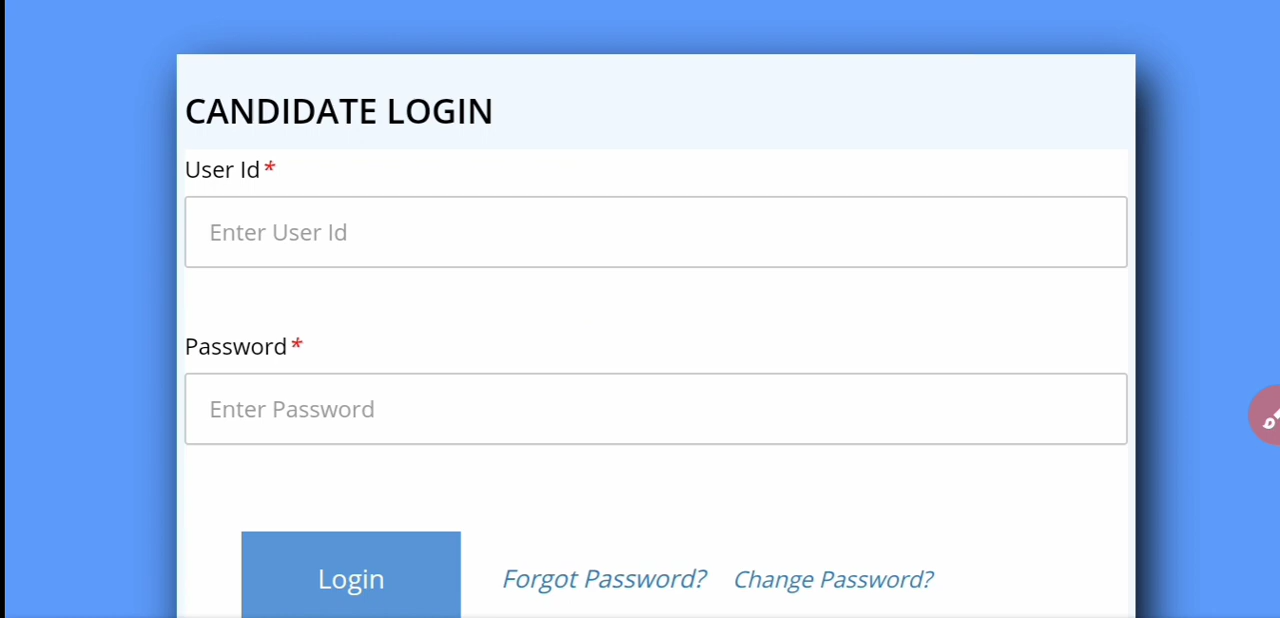 CANDIDATE LOGIN
User Id*
Enter User Id
Password*
Enter Password
Login Forgot Password? Change Password?